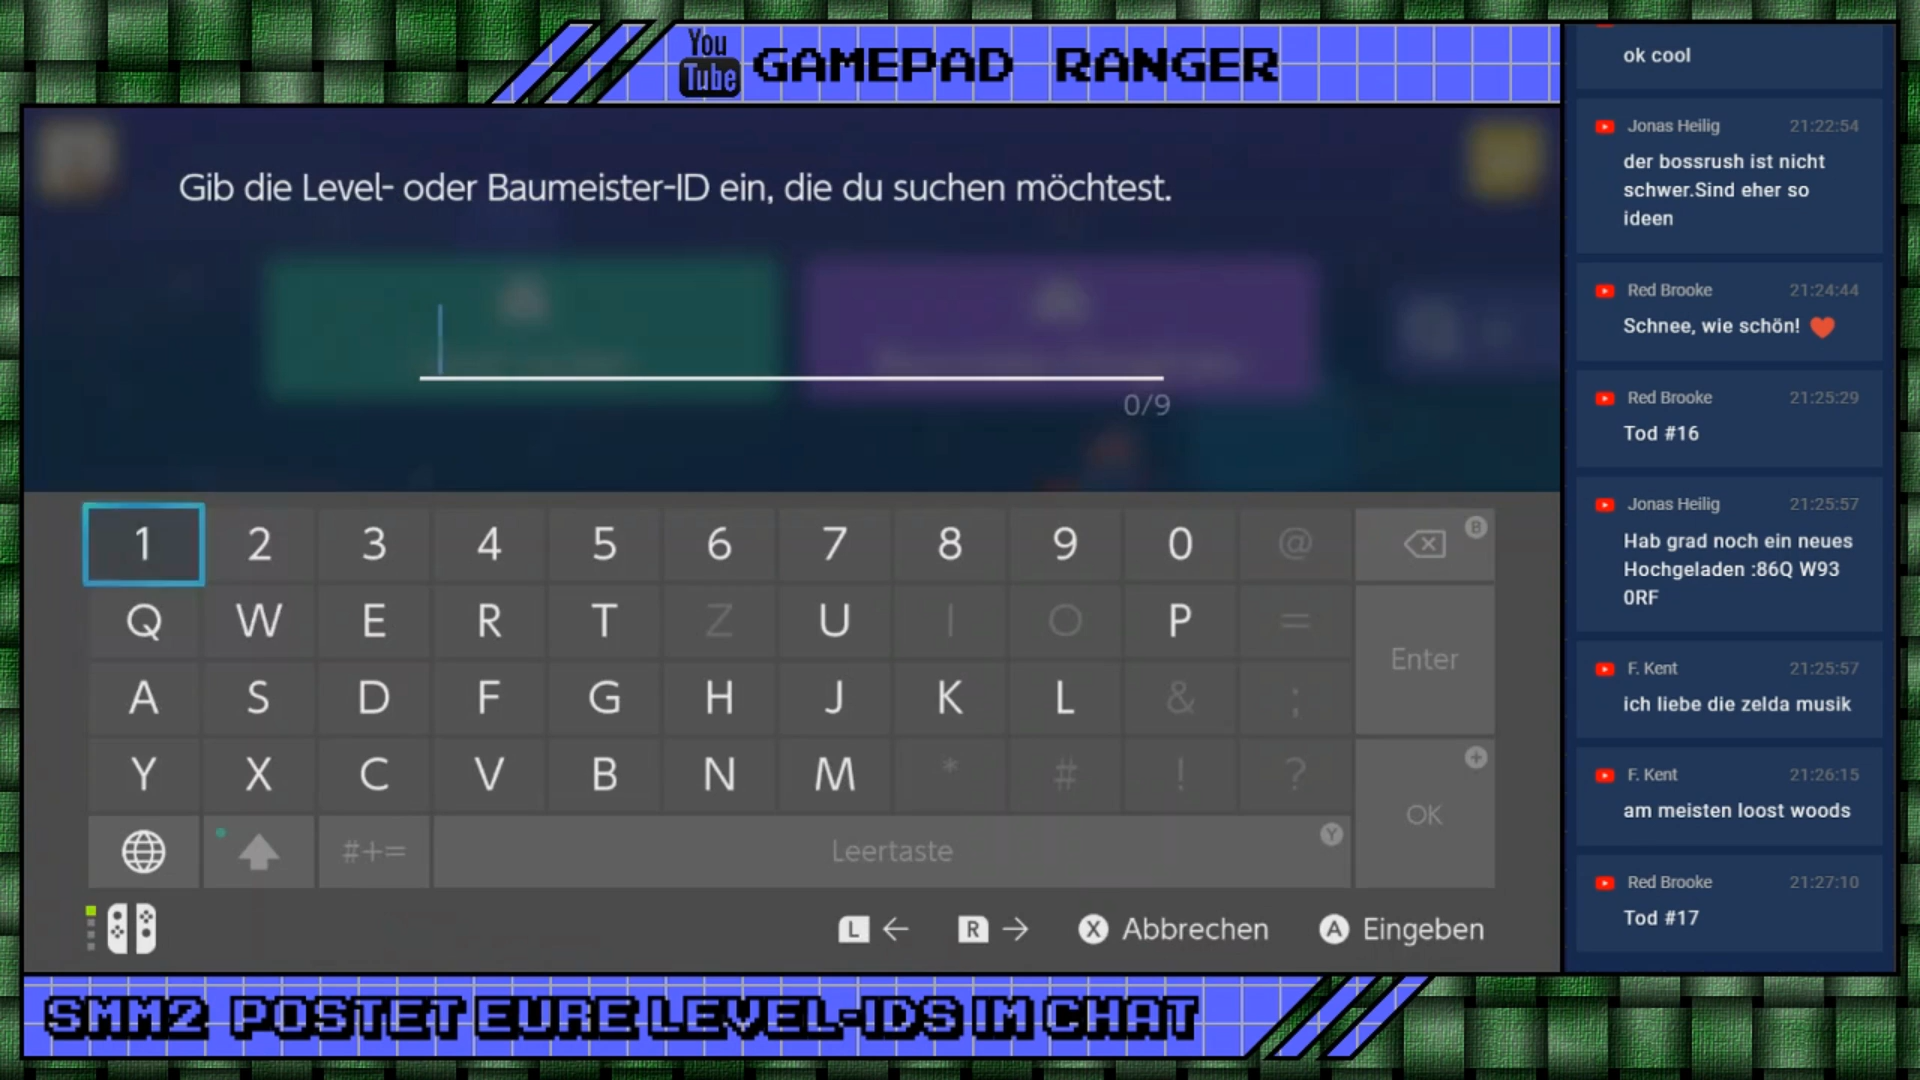 You
Tube
GAMEPAD RANGER
Gib die Level- oder Baumeister-ID ein, die du suchen möchtest.
0/9
1 2 3 4 5 6 7 8 9 0 @ B
Q W E R T Z U I O P = Enter
A S D F G H J K L & ;
Y X C V B N M * # ! ? +
#+= Leertaste Y OK
L ← R → X Abbrechen A Eingeben
SMM2 POSTET EURE LEVEL-IDS IM CHAT
ok cool
Jonas Heilig 21:22:54
der bossrush ist nicht
schwer.Sind eher so
ideen
Red Brooke 21:24:44
Schnee, wie schön! ❤️
Red Brooke 21:25:29
Tod #16
Jonas Heilig 21:25:57
Hab grad noch ein neues
Hochgeladen :86Q W93
0RF
F. Kent 21:25:57
ich liebe die zelda musik
F. Kent 21:26:15
am meisten loost woods
Red Brooke 21:27:10
Tod #17